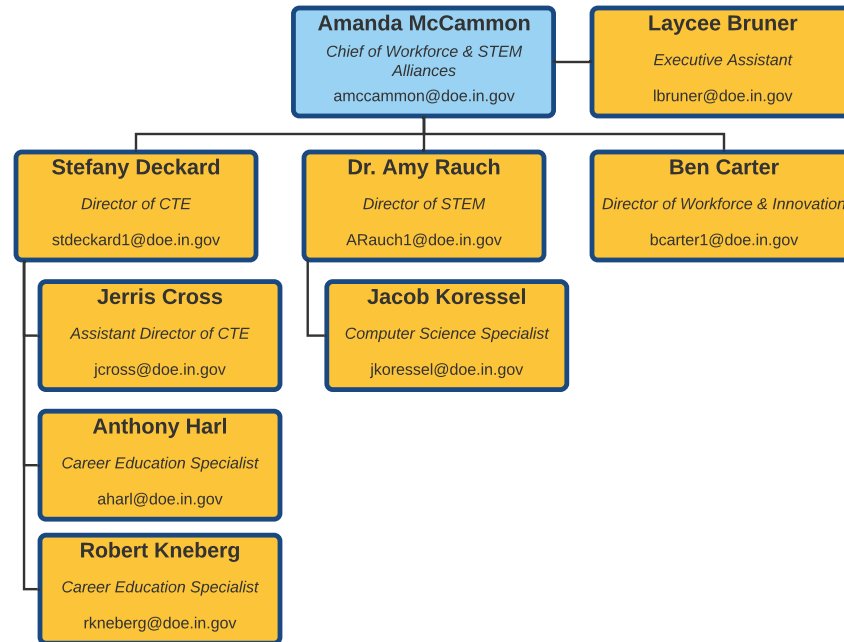 Amanda McCammon
Chief of Workforce & STEM
Alliances
amccammon@doe.in.gov
Laycee Bruner
Executive Assistant
lbruner@doe.in.gov
Stefany Deckard
Director of CTE
stdeckard1@doe.in.gov
Dr. Amy Rauch
Director of STEM
ARauch1@doe.in.gov
Ben Carter
Director of Workforce & Innovation
bcarter1@doe.in.gov
Jerris Cross
Assistant Director of CTE
jcross@doe.in.gov
Jacob Koressel
Computer Science Specialist
jkoressel@doe.in.gov
Anthony Harl
Career Education Specialist
aharl@doe.in.gov
Robert Kneberg
Career Education Specialist
rkneberg@doe.in.gov